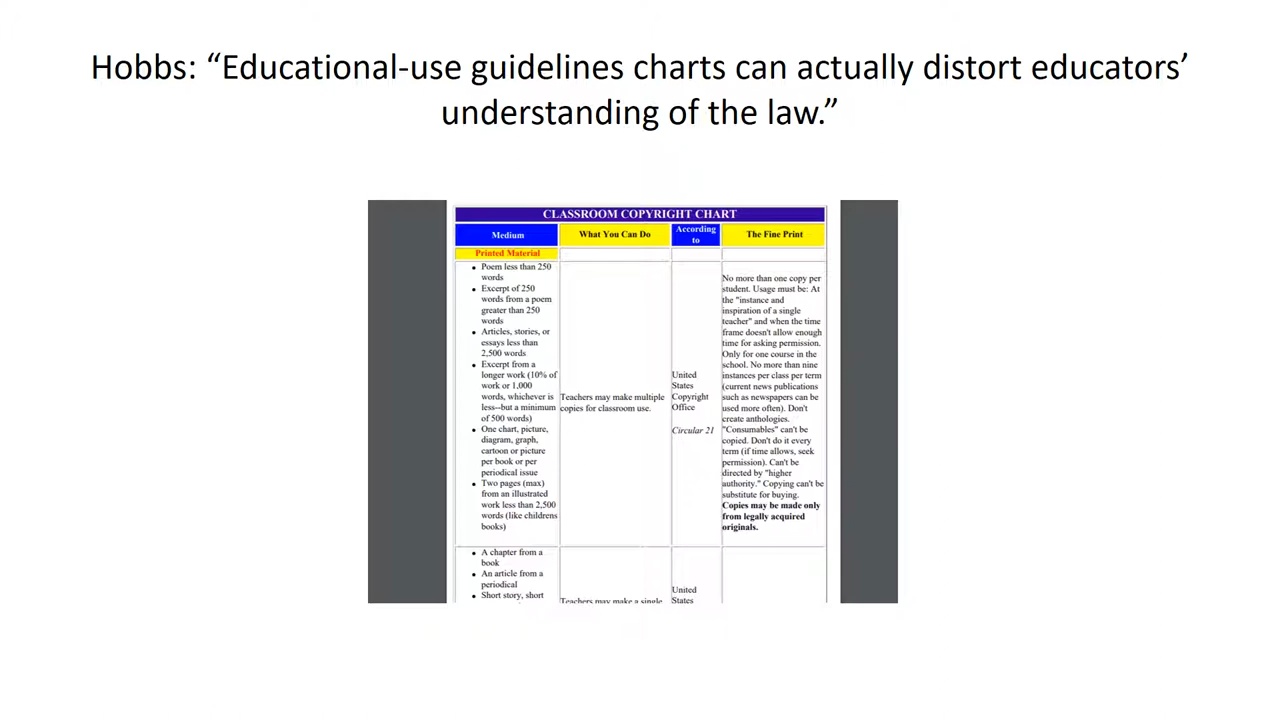 Hobbs: “Educational-use guidelines charts can actually distort educators’
understanding of the law.”
CLASSROOM COPYRIGHT CHART
Medium
What You Can Do
According
to
The Fine Print
Printed Material
• Poem less than 250
words
• Excerpt of 250
words from a poem
greater than 250
words
• Articles, stories, or
essays less than
2,500 words
• Excerpt from a
longer work (10% of
work or 1,000
words, whichever is
less--but a minimum
of 500 words)
• One chart, picture,
diagram, graph,
cartoon or picture
per book or per
periodical issue
• Two pages (max)
from an illustrated
work less than 2,500
words (like childrens
books)
Teachers may make multiple
copies for classroom use.
United
States
Copyright
Office
Circular 21
No more than one copy per
student. Usage must be: At
the "instance and
inspiration of a single
teacher" and when the time
frame doesn't allow enough
time for asking permission.
Only for one course in the
school. No more than nine
instances per class per term
(current news publications
such as newspapers can be
used more often). Don't
create anthologies.
"Consumables" can't be
copied. Don't do it every
term (if time allows, seek
permission). Can't be
directed by "higher
authority." Copying can't be
substitute for buying.
Copies may be made only
from legally acquired
originals.
• A chapter from a
book
• An article from a
periodical
• Short story, short
Teachers may make a single
United
States